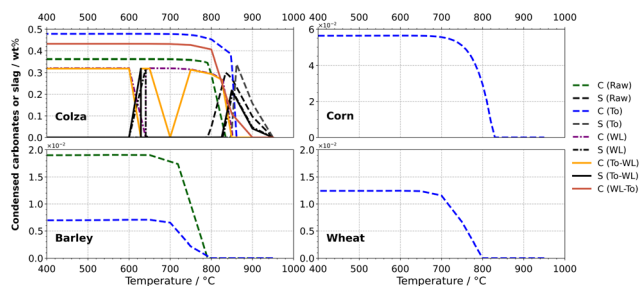 400 500 600 700 800 900 1000
400 500 600 700 800 900 1000
Condensed carbonates or slag / wt%
0.5
0.4
0.3
0.2
0.1
0.0
Colza
×10⁻²
6
4
2
0
Corn
C (Raw)
S (Raw)
C (To)
S (To)
C (WL)
S (WL)
C (To-WL)
S (To-WL)
C (WL-To)
×10⁻²
2.0
1.5
1.0
0.5
0.0
Barley
×10⁻²
2.0
1.5
1.0
0.5
0.0
Wheat
400 500 600 700 800 900 1000
400 500 600 700 800 900 1000
Temperature / °C
Temperature / °C